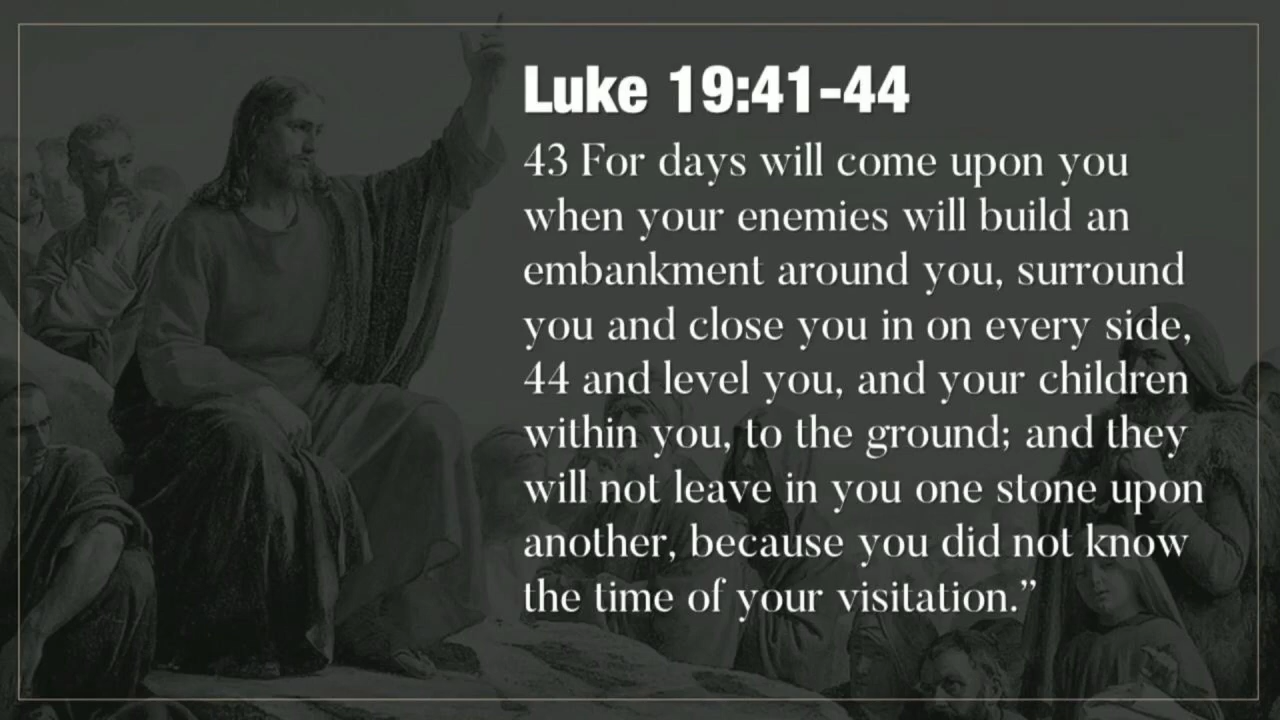 Luke 19:41-44
43 For days will come upon you
when your enemies will build an
embankment around you, surround
you and close you in on every side,
44 and level you, and your children
within you, to the ground; and they
will not leave in you one stone upon
another, because you did not know
the time of your visitation.”